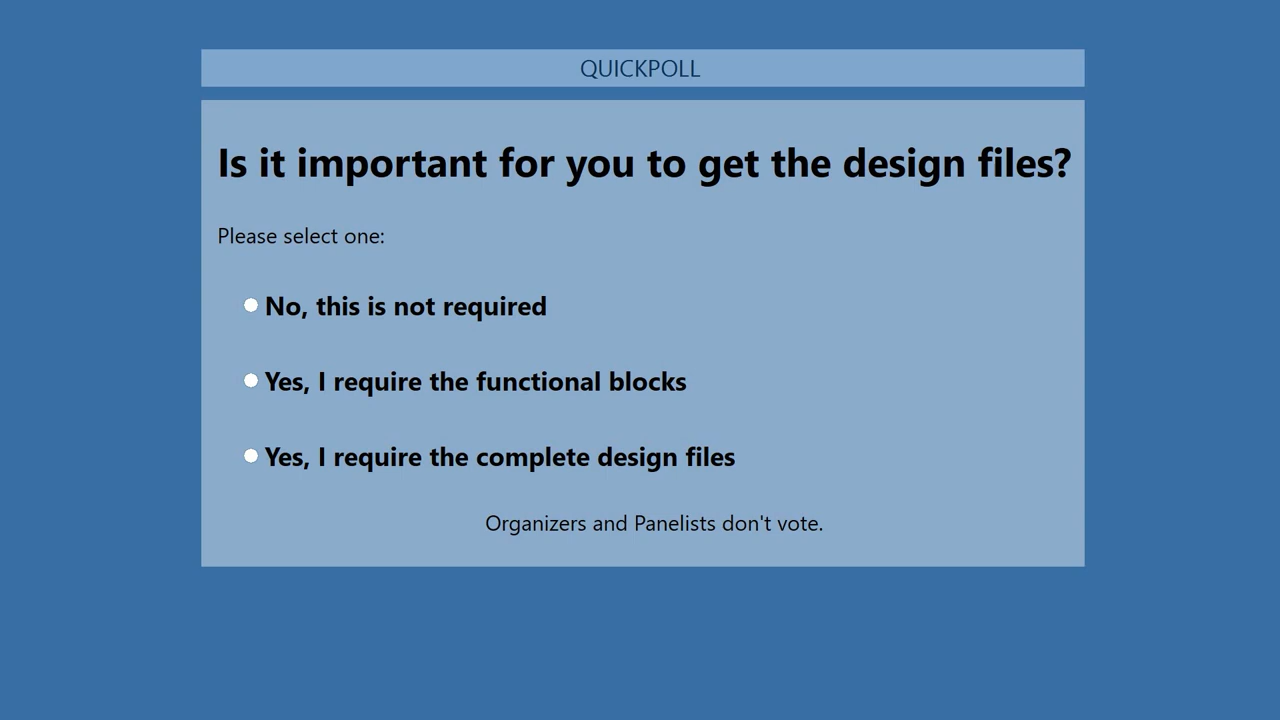 QUICKPOLL
Is it important for you to get the design files?
Please select one:
No, this is not required
Yes, I require the functional blocks
Yes, I require the complete design files
Organizers and Panelists don't vote.